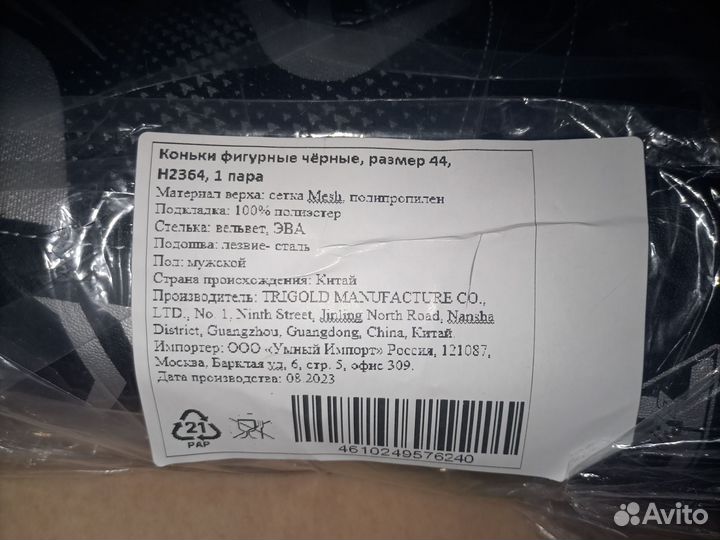 Коньки фигурные чёрные, размер 44,
H2364, 1 пара
Материал верха: сетка Mesh, полипропилен
Подкладка: 100% полиэстер
Стелька: вельвет, ЭВА
Подошва: лезвие- сталь
Пол: мужской
Страна происхождения: Китай
Производитель: TRIGOLD MANUFACTURE CO.,
LTD., No. 1, Ninth Street, Jinling North Road, Nansha
District, Guangzhou, Guangdong, China, Китай.
Импортер: ООО «Умный Импорт» Россия, 121087,
Москва, Барклая ул, 6, стр. 5, офис 309.
Дата производства: 08.2023
21
PAP
4610249576240
Avito